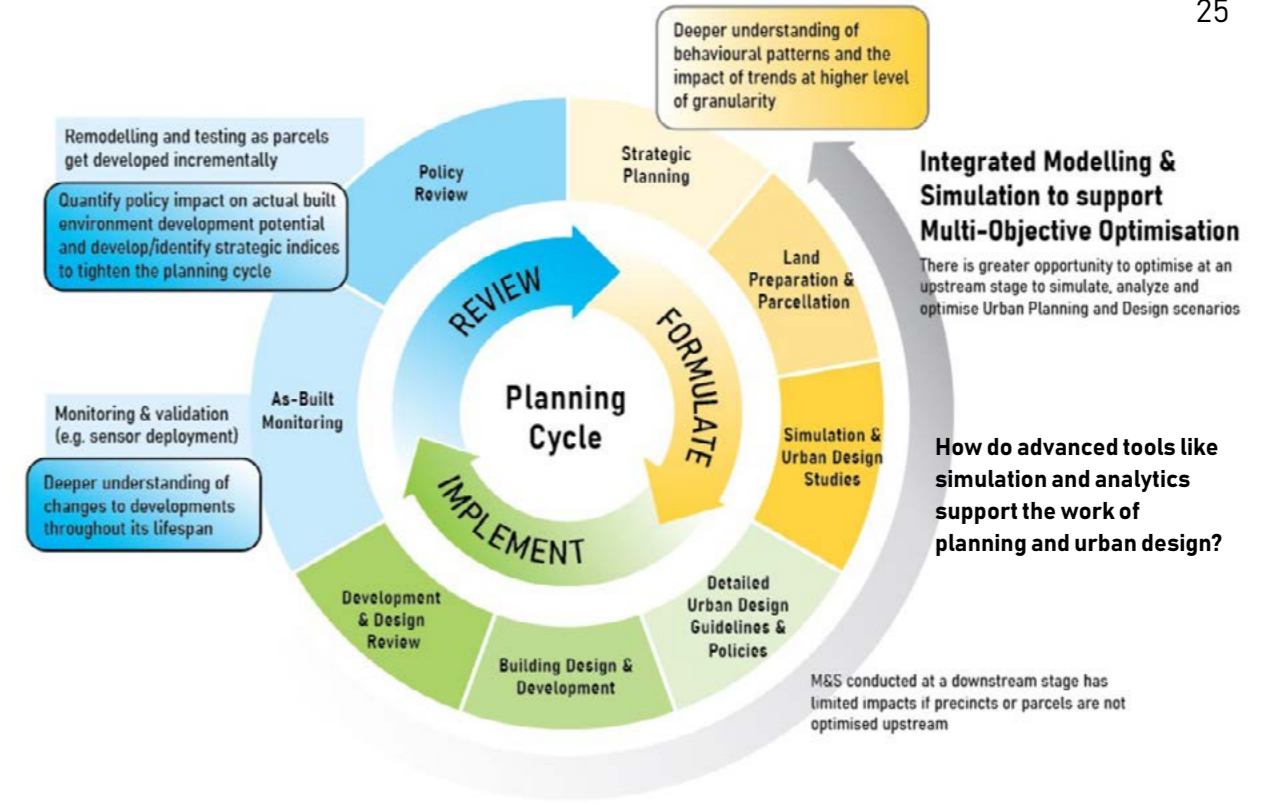 25
Deeper understanding of
behavioural patterns and the
impact of trends at higher level
of granularity
Remodelling and testing as parcels
get developed incrementally
Quantify policy impact on actual built
environment development potential
and develop/identify strategic indices
to tighten the planning cycle
Monitoring & validation
(e.g. sensor deployment)
Deeper understanding of
changes to developments
throughout its lifespan
Policy
Review
Strategic
Planning
Land
Preparation &
Parcellation
Simulation &
Urban Design
Studies
Detailed
Urban Design
Guidelines &
Policies
Building Design &
Development
Development
& Design
Review
As-Built
Monitoring
REVIEW
FORMULATE
IMPLEMENT
Planning
Cycle
Integrated Modelling &
Simulation to support
Multi-Objective Optimisation
There is greater opportunity to optimise at an
upstream stage to simulate, analyze and
optimise Urban Planning and Design scenarios
How do advanced tools like
simulation and analytics
support the work of
planning and urban design?
M&S conducted at a downstream stage has
limited impacts if precincts or parcels are not
optimised upstream